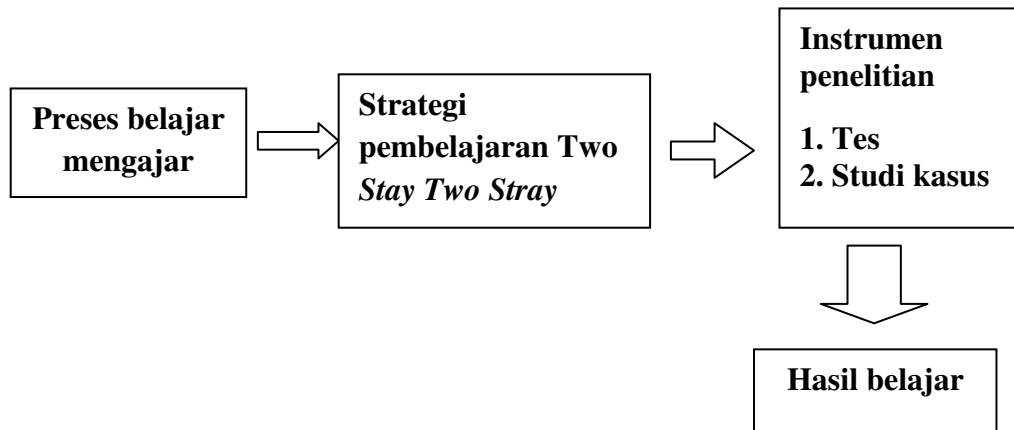 Preses belajar
mengajar
Strategi
pembelajaran Two
Stay Two Stray
Instrumen
penelitian
1. Tes
2. Studi kasus
Hasil belajar